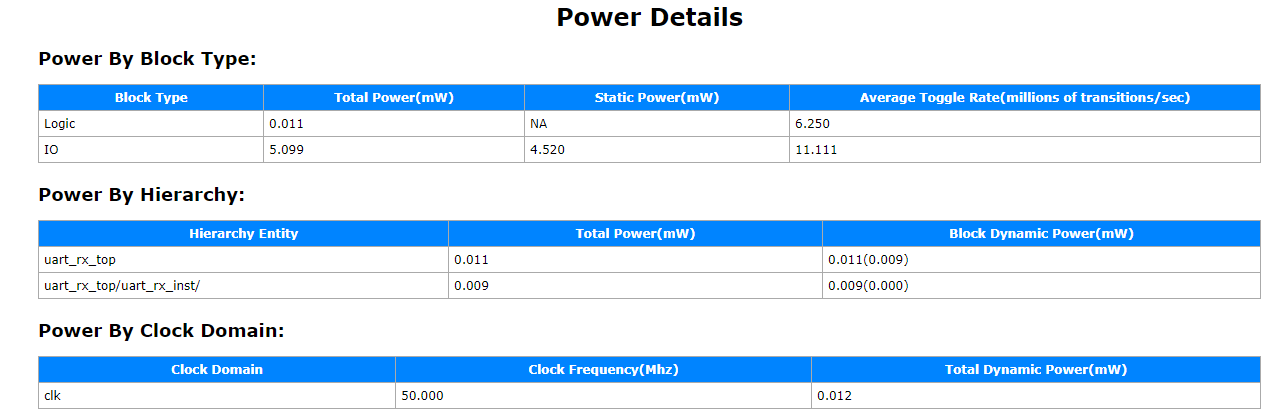 Power Details
Power By Block Type:
Block Type Total Power(mW) Static Power(mW) Average Toggle Rate(millions of transitions/sec)
Logic 0.011 NA 6.250
IO 5.099 4.520 11.111
Power By Hierarchy:
Hierarchy Entity Total Power(mW) Block Dynamic Power(mW)
uart_rx_top 0.011 0.011(0.009)
uart_rx_top/uart_rx_inst/ 0.009 0.009(0.000)
Power By Clock Domain:
Clock Domain Clock Frequency(Mhz) Total Dynamic Power(mW)
clk 50.000 0.012